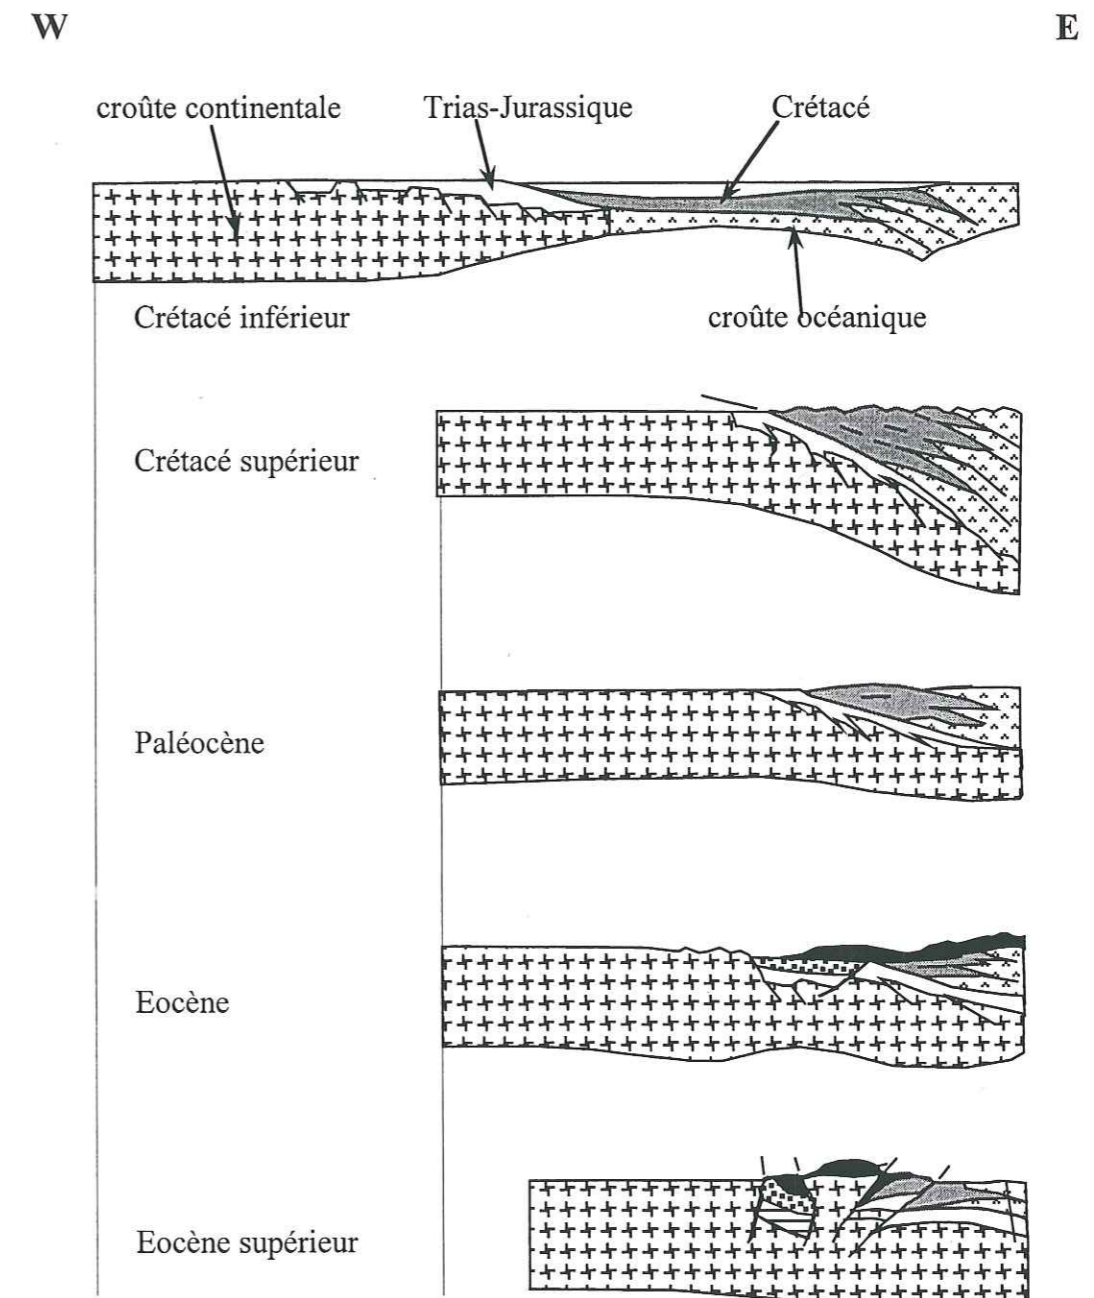 W E
croûte continentale Trias-Jurassique Crétacé
Crétacé inférieur croûte océanique
Crétacé supérieur
Paléocène
Eocène
Eocène supérieur